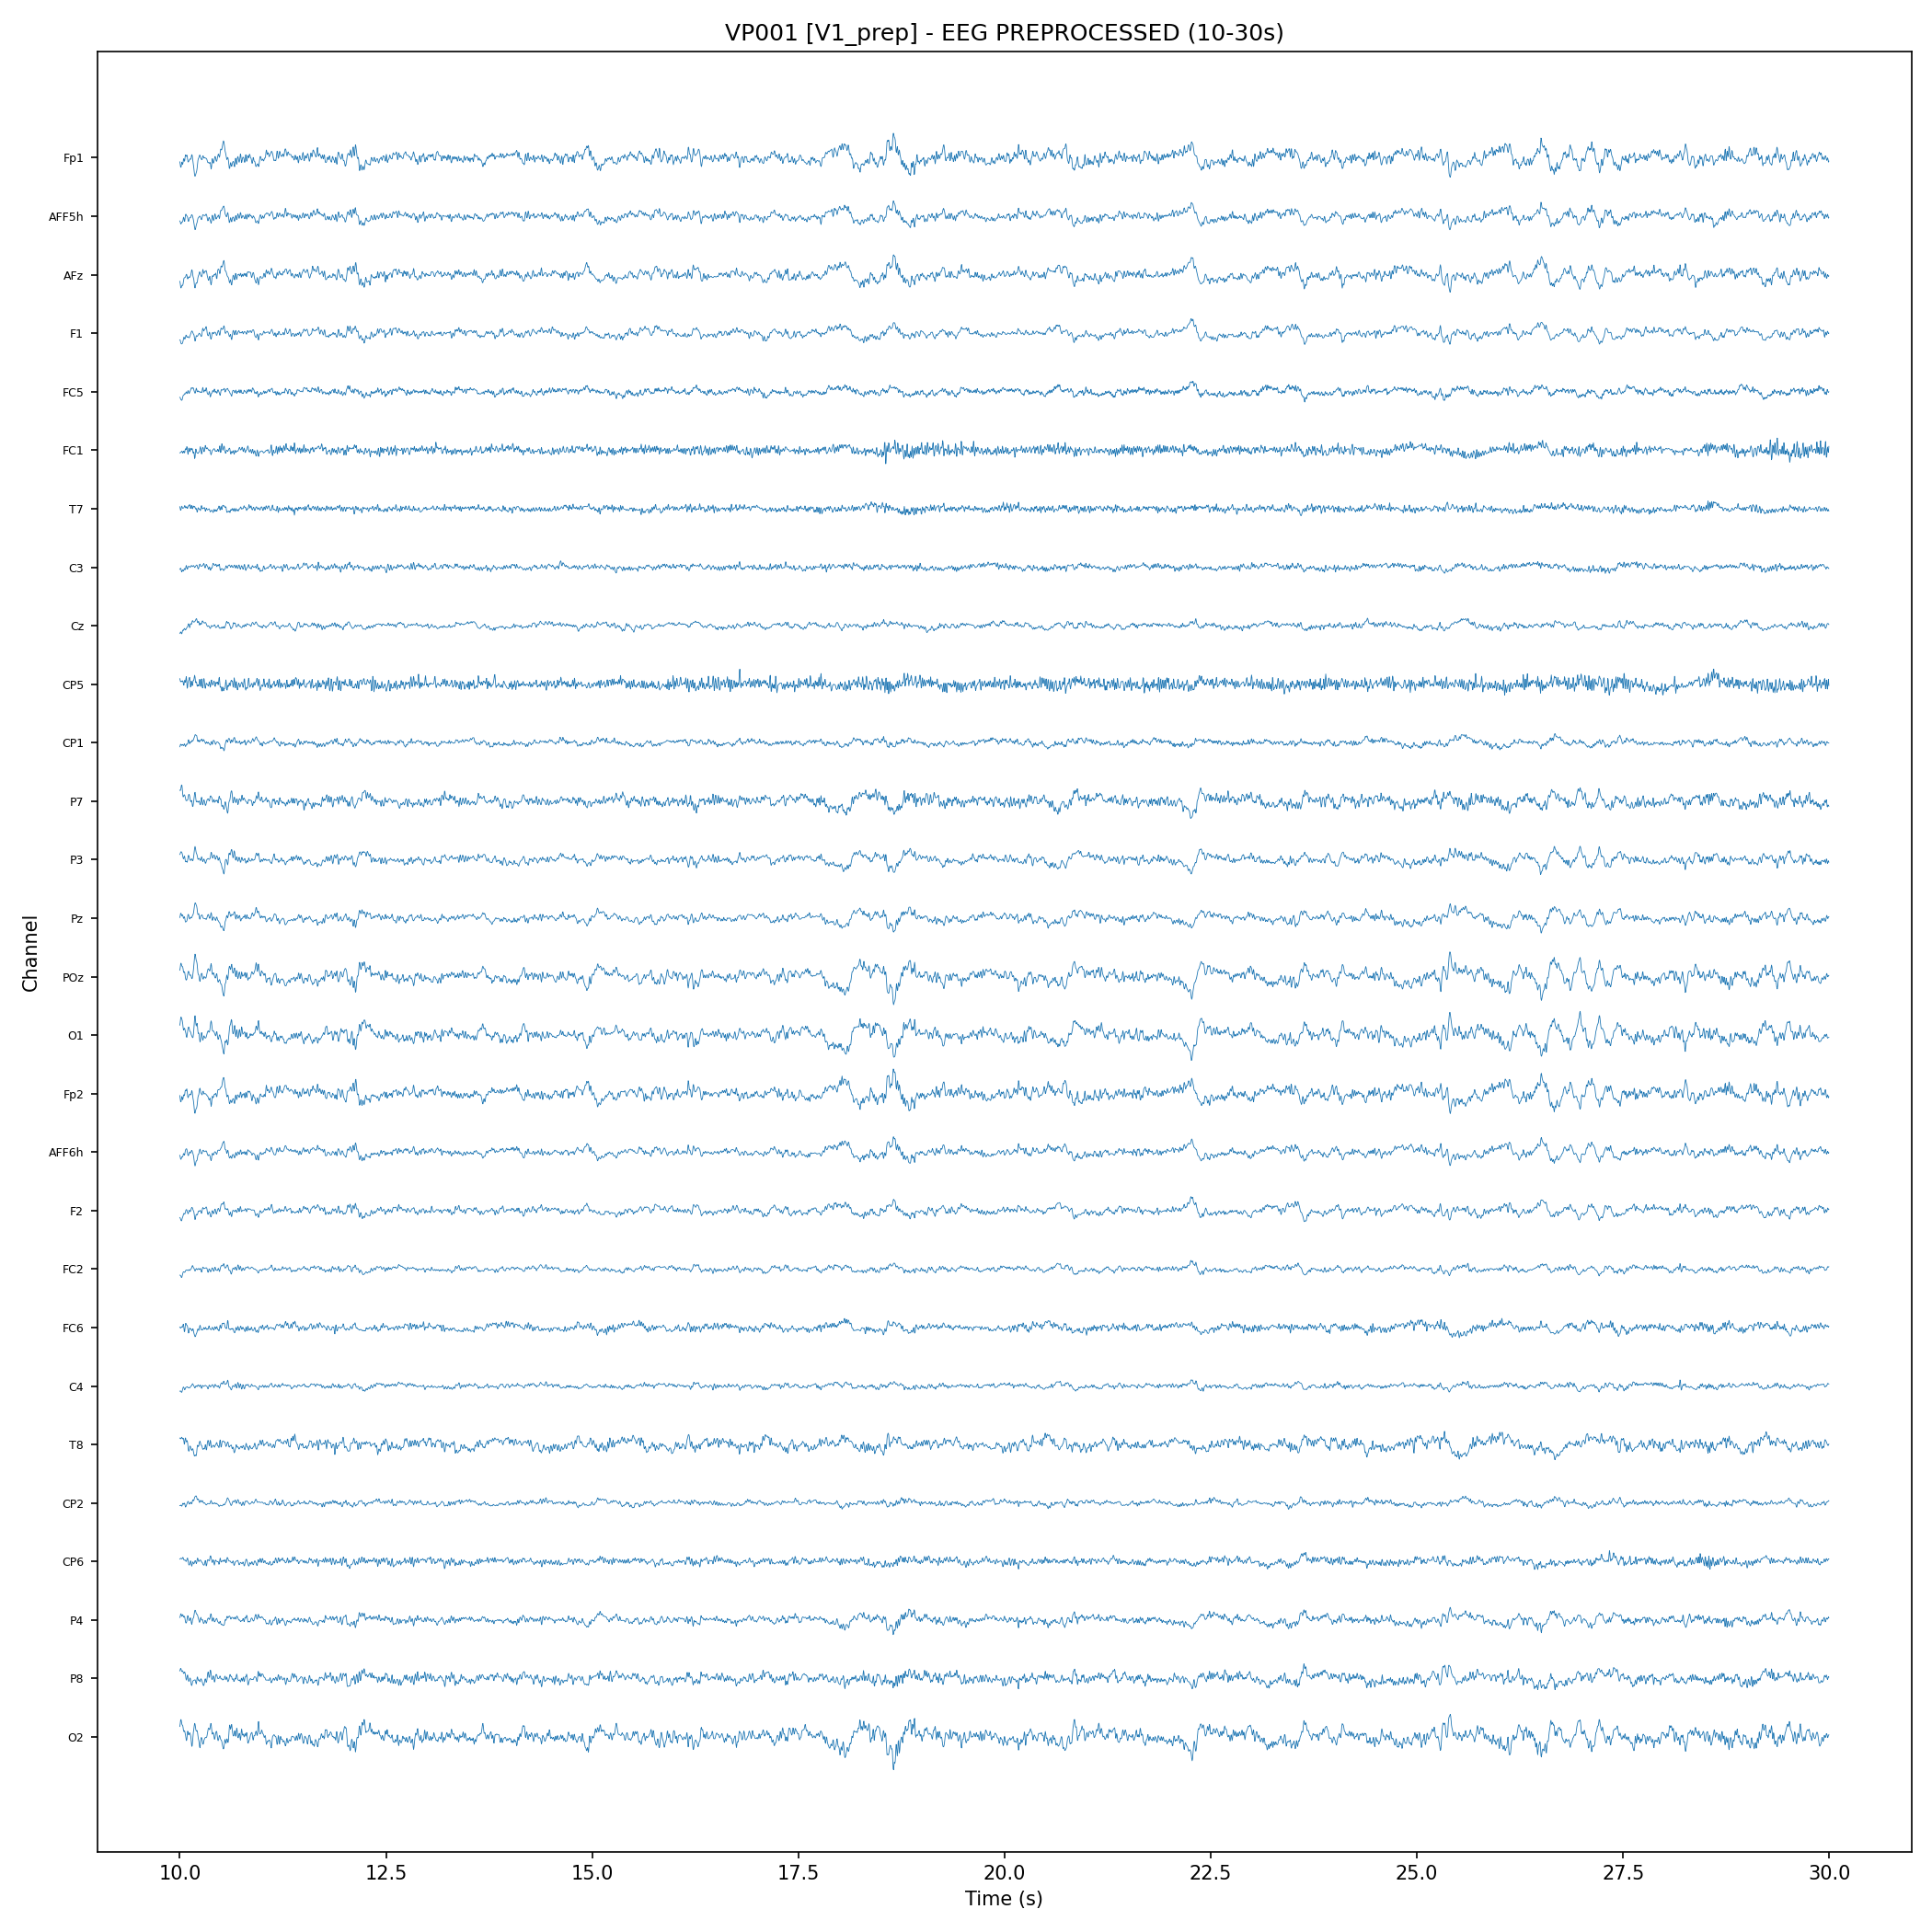 VP001 [V1_prep] - EEG PREPROCESSED (10-30s)
Fp1
AFF5h
AFz
F1
FC5
FC1
T7
C3
Cz
CP5
CP1
P7
P3
Pz
POz
O1
Fp2
AFF6h
F2
FC2
FC6
C4
T8
CP2
CP6
P4
P8
O2
Channel
10.0 12.5 15.0 17.5 20.0 22.5 25.0 27.5 30.0
Time (s)